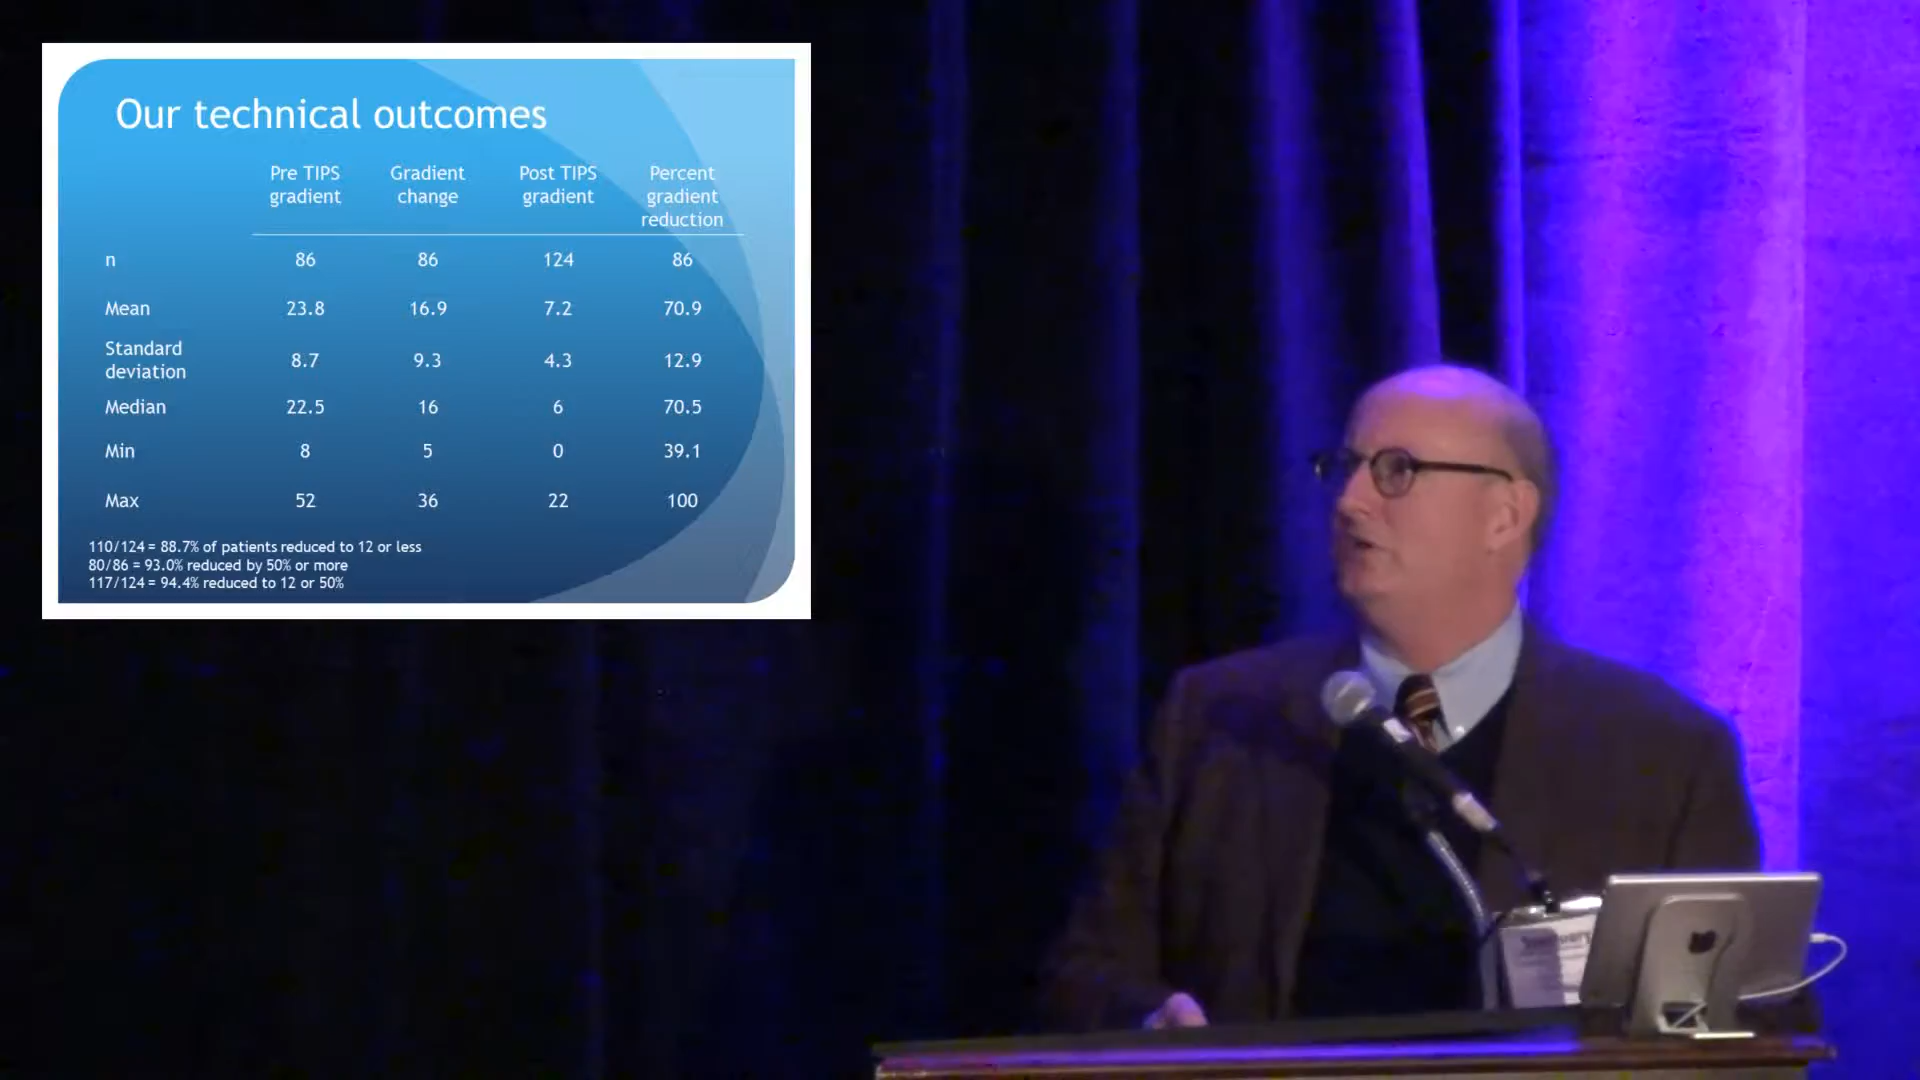 Our technical outcomes
Pre TIPS gradient	Gradient change	Post TIPS gradient	Percent gradient reduction
n	86	86	124	86
Mean	23.8	16.9	7.2	70.9
Standard deviation	8.7	9.3	4.3	12.9
Median	22.5	16	6	70.5
Min	8	5	0	39.1
Max	52	36	22	100
110/124 = 88.7% of patients reduced to 12 or less
80/86 = 93.0% reduced by 50% or more
117/124 = 94.4% reduced to 12 or 50%